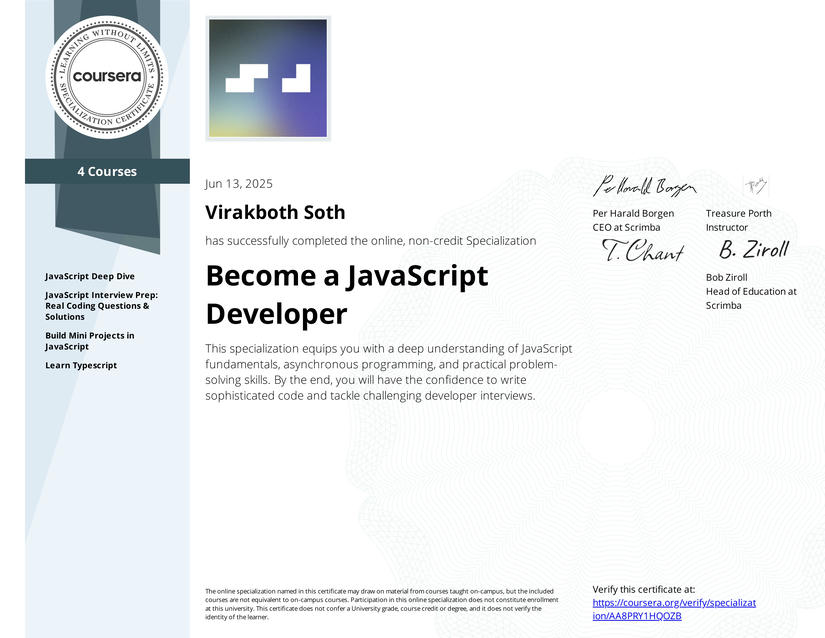 LEARNING WITHOUT LIMITS
coursera
SPECIALIZATION CERTIFICATE
4 Courses
JavaScript Deep Dive
JavaScript Interview Prep:
Real Coding Questions &
Solutions
Build Mini Projects in
JavaScript
Learn Typescript
Jun 13, 2025
Virakboth Soth
has successfully completed the online, non-credit Specialization
Become a JavaScript
Developer
This specialization equips you with a deep understanding of JavaScript
fundamentals, asynchronous programming, and practical problem-
solving skills. By the end, you will have the confidence to write
sophisticated code and tackle challenging developer interviews.
Per Harald Borgen
Per Harald Borgen
CEO at Scrimba
Treasure Porth
Instructor
T. Chant
B. Ziroll
Bob Ziroll
Head of Education at
Scrimba
The online specialization named in this certificate may draw on material from courses taught on-campus, but the included
courses are not equivalent to on-campus courses. Participation in this online specialization does not constitute enrollment
at this university. This certificate does not confer a University grade, course credit or degree, and it does not verify the
identity of the learner.
Verify this certificate at:
https://coursera.org/verify/specializat
ion/AA8PRY1HQOZB